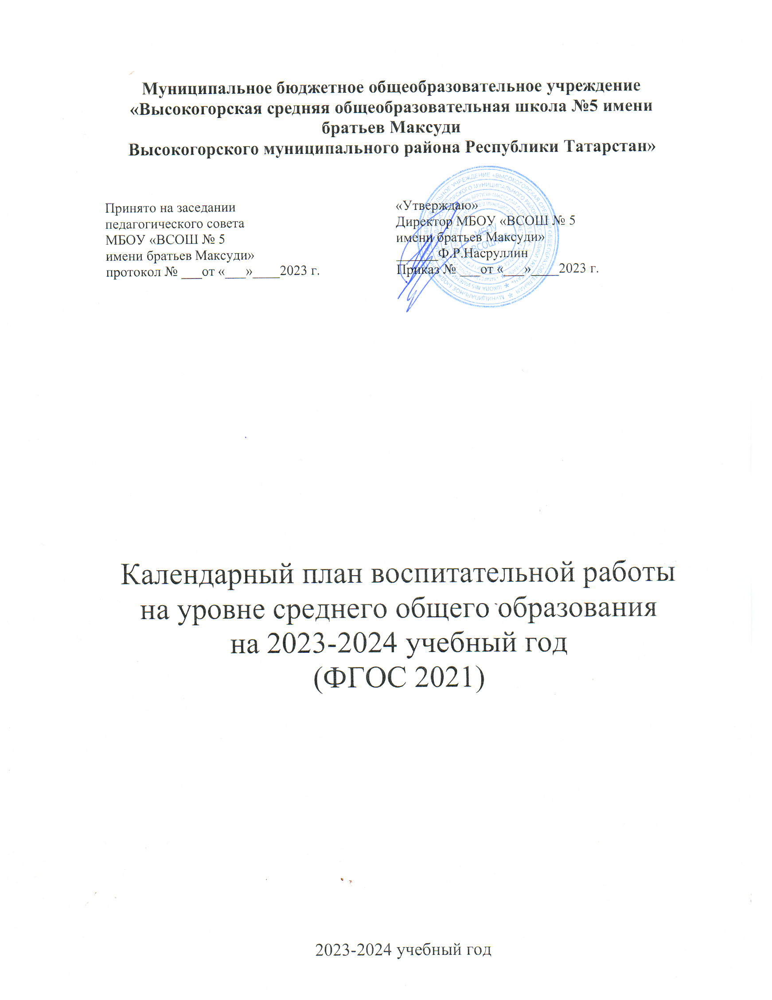 Муниципальное бюджетное общеобразовательное учреждение
«Высокогорская средняя общеобразовательная школа №5 имени
братьев Максуди
Высокогорского муниципального района Республики Татарстан»
Принято на заседании
педагогического совета
МБОУ «ВСОШ № 5
имени братьев Максуди»
протокол № ___от «___»____2023 г.
«Утверждаю»
Директор МБОУ «ВСОШ № 5
имени братьев Максуди»
______Ф.Р.Насруллин
Приказ № ___от «___»____2023 г.
МБОУ
Календарный план воспитательной работы
на уровне среднего общего образования
на 2023-2024 учебный год
(ФГОС 2021)
2023-2024 учебный год